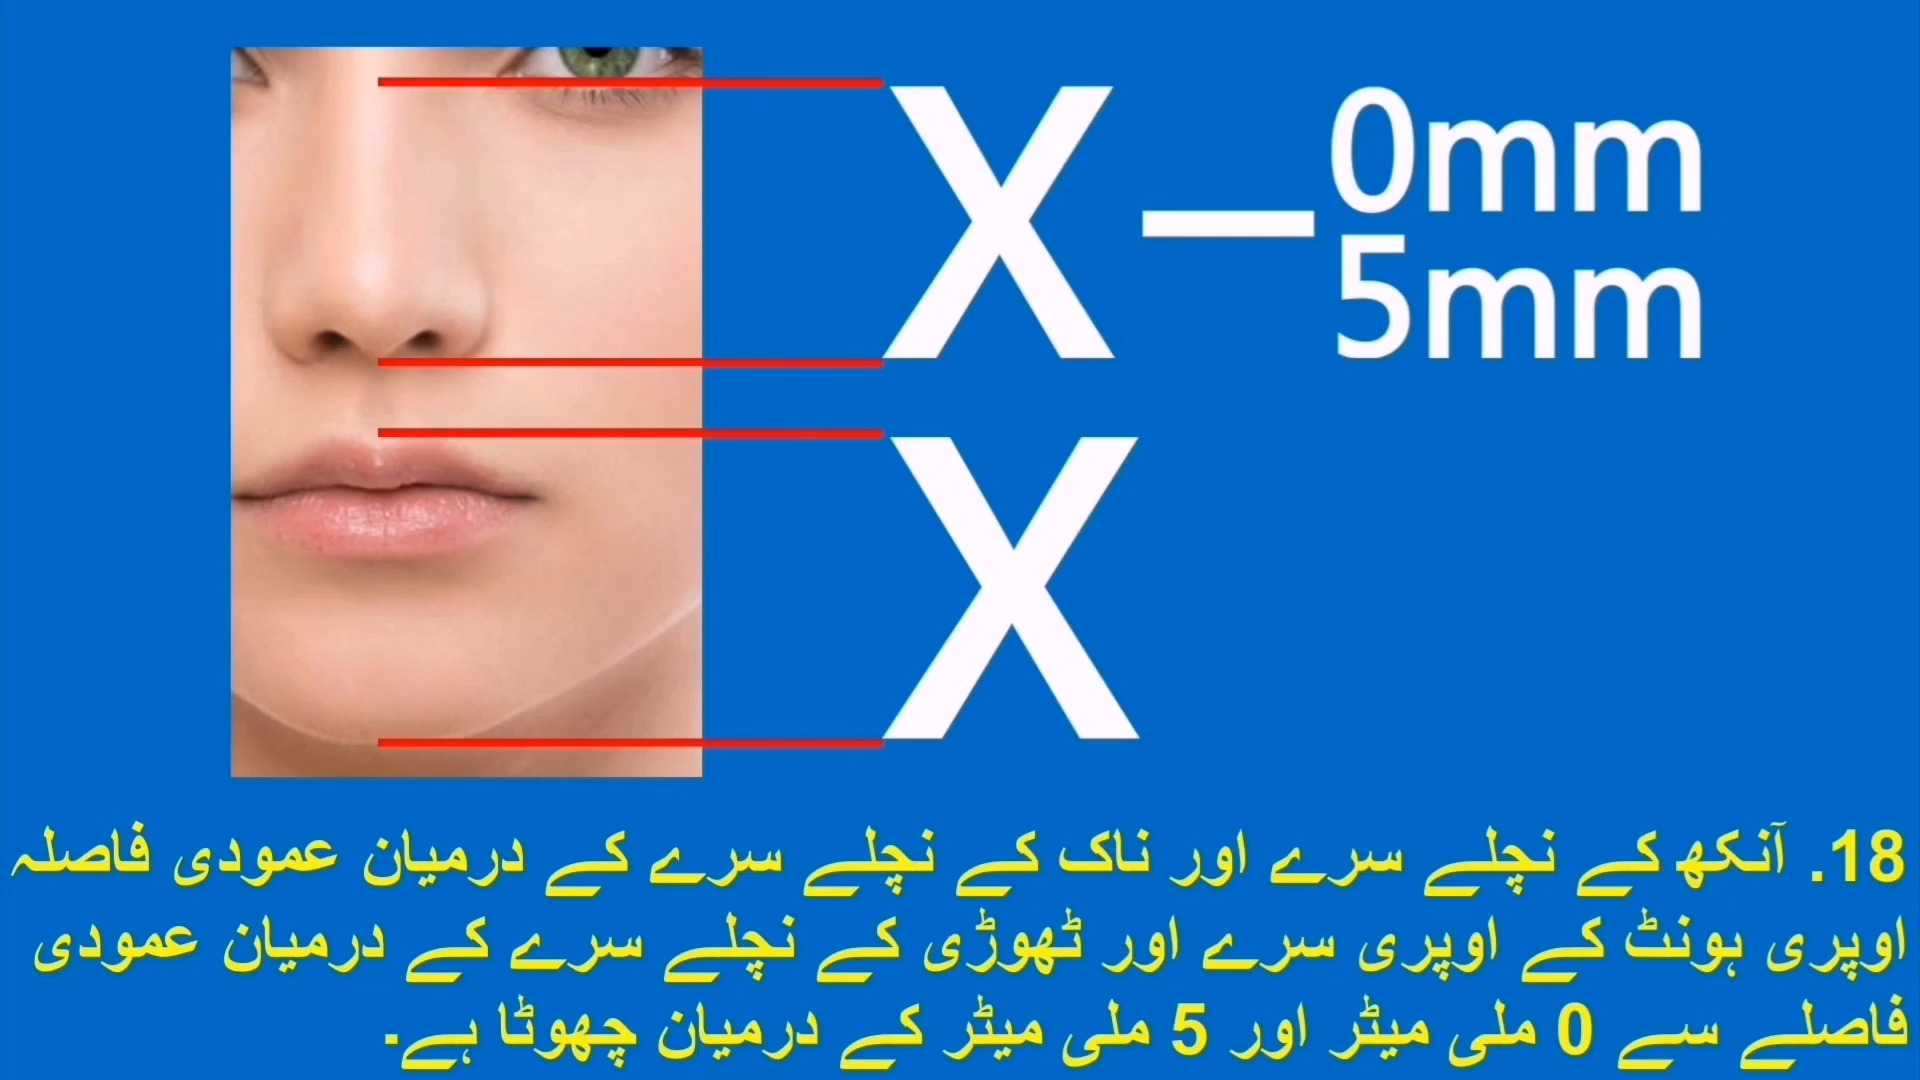 X
0mm
5mm
X
18. آنکھ کے نچلے سرے اور ناک کے نچلے سرے کے درمیان عمودی فاصلہ
اوپری ہونٹ کے اوپری سرے اور ٹھوڑی کے نچلے سرے کے درمیان عمودی
فاصلے سے 0 ملی میٹر اور 5 ملی میٹر کے درمیان چھوٹا ہے۔